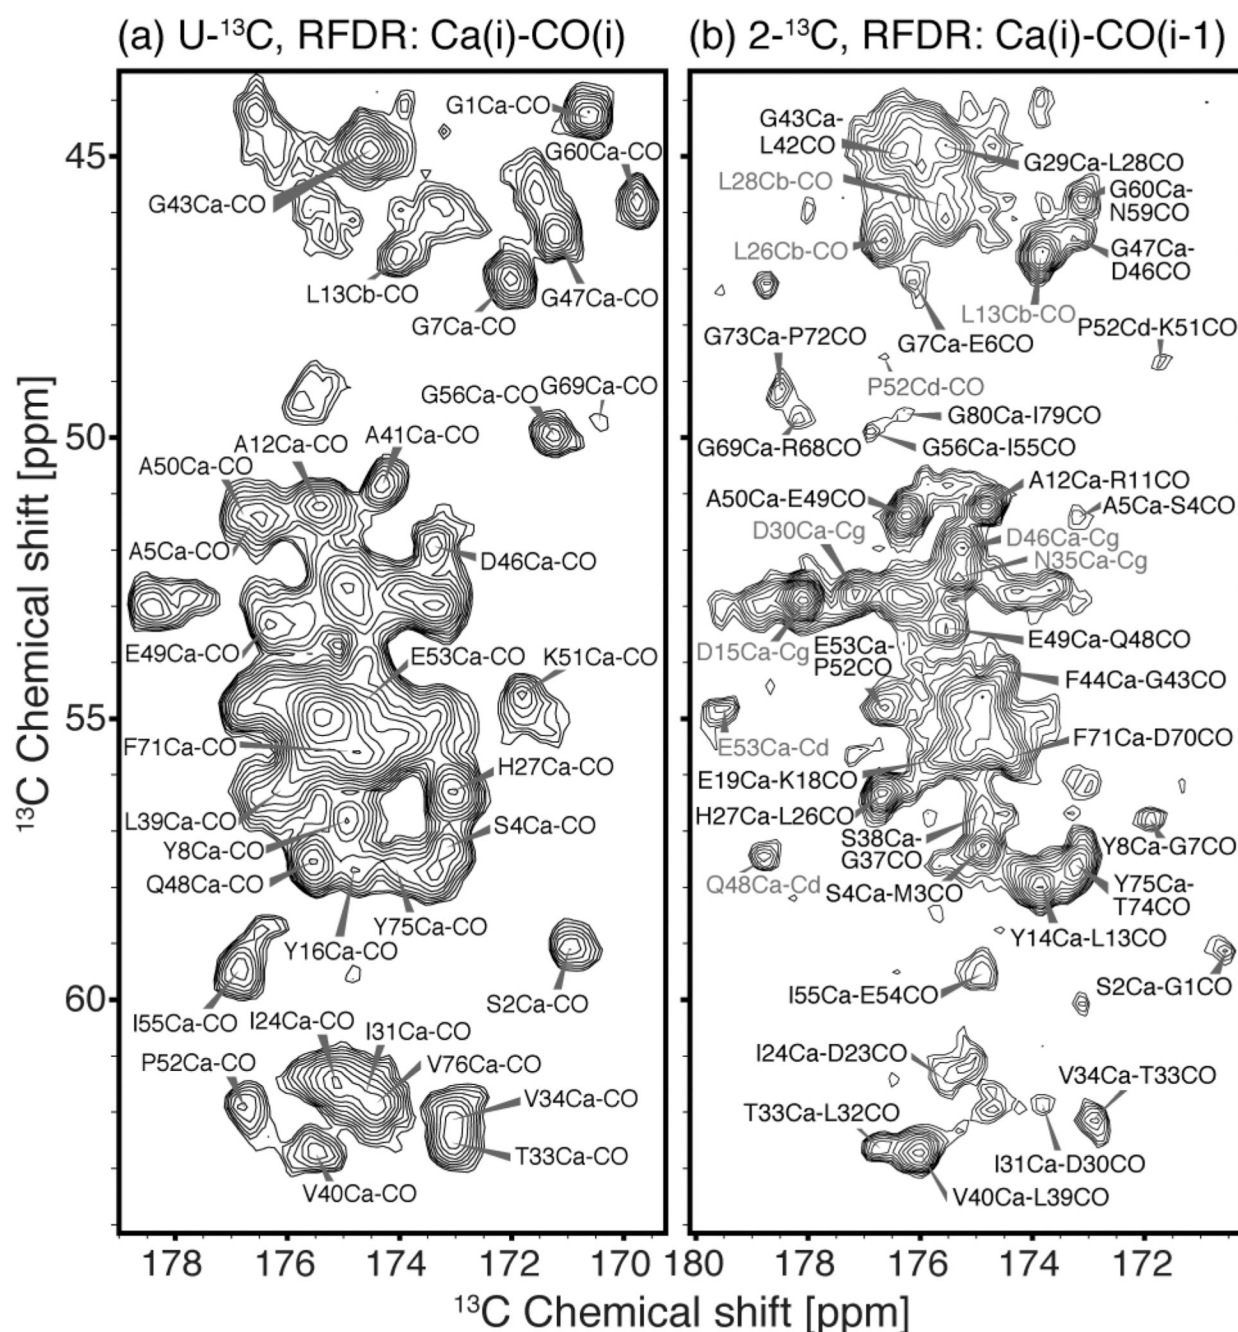 (a) U-¹³C, RFDR: Ca(i)-CO(i)
G1Ca-CO
45
G60Ca-CO
G43Ca-CO
L13Cb-CO
G47Ca-CO
G7Ca-CO
G69Ca-CO
G56Ca-CO
50
A41Ca-CO
A12Ca-CO
A50Ca-CO
A5Ca-CO
D46Ca-CO
E49Ca-CO
E53Ca-CO
K51Ca-CO
55
F71Ca-CO
H27Ca-CO
L39Ca-CO
S4Ca-CO
Y8Ca-CO
Q48Ca-CO
Y75Ca-CO
Y16Ca-CO
60
S2Ca-CO
I55Ca-CO
I24Ca-CO
I31Ca-CO
P52Ca-CO
V76Ca-CO
V34Ca-CO
T33Ca-CO
V40Ca-CO
178 176 174 172 170
¹³C Chemical shift [ppm]
(b) 2-¹³C, RFDR: Ca(i)-CO(i-1)
G43Ca-
L42CO
G29Ca-L28CO
L28Cb-CO
G60Ca-
N59CO
L26Cb-CO
G47Ca-
D46CO
L13Cb-CO
P52Cd-K51CO
G7Ca-E6CO
G73Ca-P72CO
P52Cd-CO
G80Ca-I79CO
G69Ca-R68CO
G56Ca-I55CO
A12Ca-R11CO
A50Ca-E49CO
A5Ca-S4CO
D30Ca-Cg
D46Ca-Cg
N35Ca-Cg
D15Ca-Cg
E53Ca-
P52CO
E49Ca-Q48CO
F44Ca-G43CO
E53Ca-Cd
F71Ca-D70CO
E19Ca-K18CO
H27Ca-L26CO
S38Ca-
G37CO
Y8Ca-G7CO
Q48Ca-Cd
S4Ca-M3CO
Y75Ca-
T74CO
Y14Ca-L13CO
I55Ca-E54CO
S2Ca-G1CO
I24Ca-D23CO
V34Ca-T33CO
T33Ca-L32CO
I31Ca-D30CO
V40Ca-L39CO
180 178 176 174 172
¹³C Chemical shift [ppm]